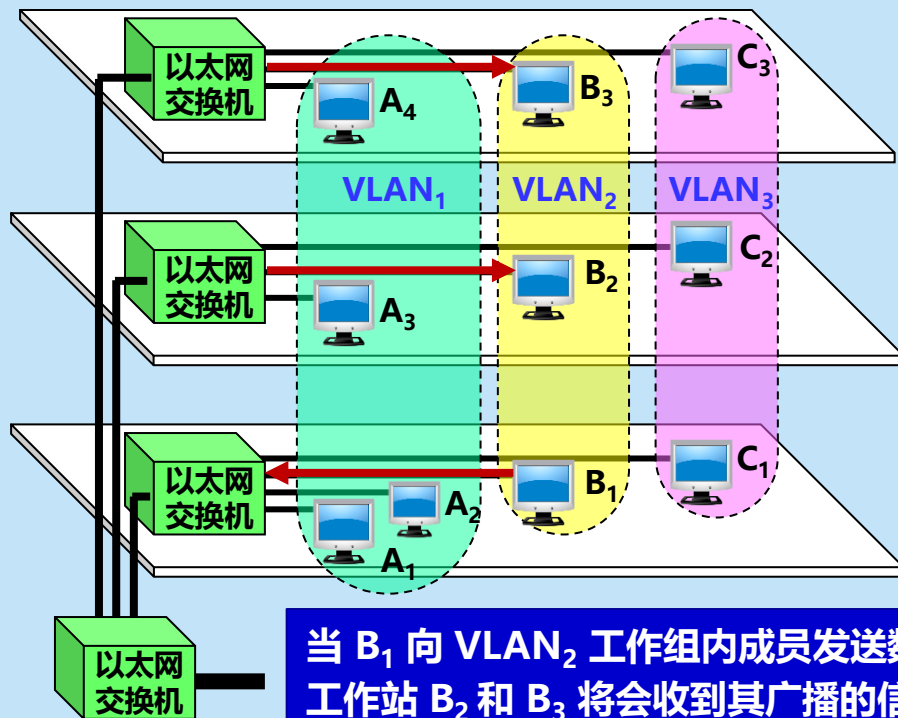 以太网
交换机
A₄
B₃
C₃
VLAN₁
VLAN₂
VLAN₃
以太网
交换机
A₃
B₂
C₂
以太网
交换机
A₂
A₁
B₁
C₁
以太网
交换机
当 B₁ 向 VLAN₂ 工作组内成员发送数
工作站 B₂ 和 B₃ 将会收到其广播的信